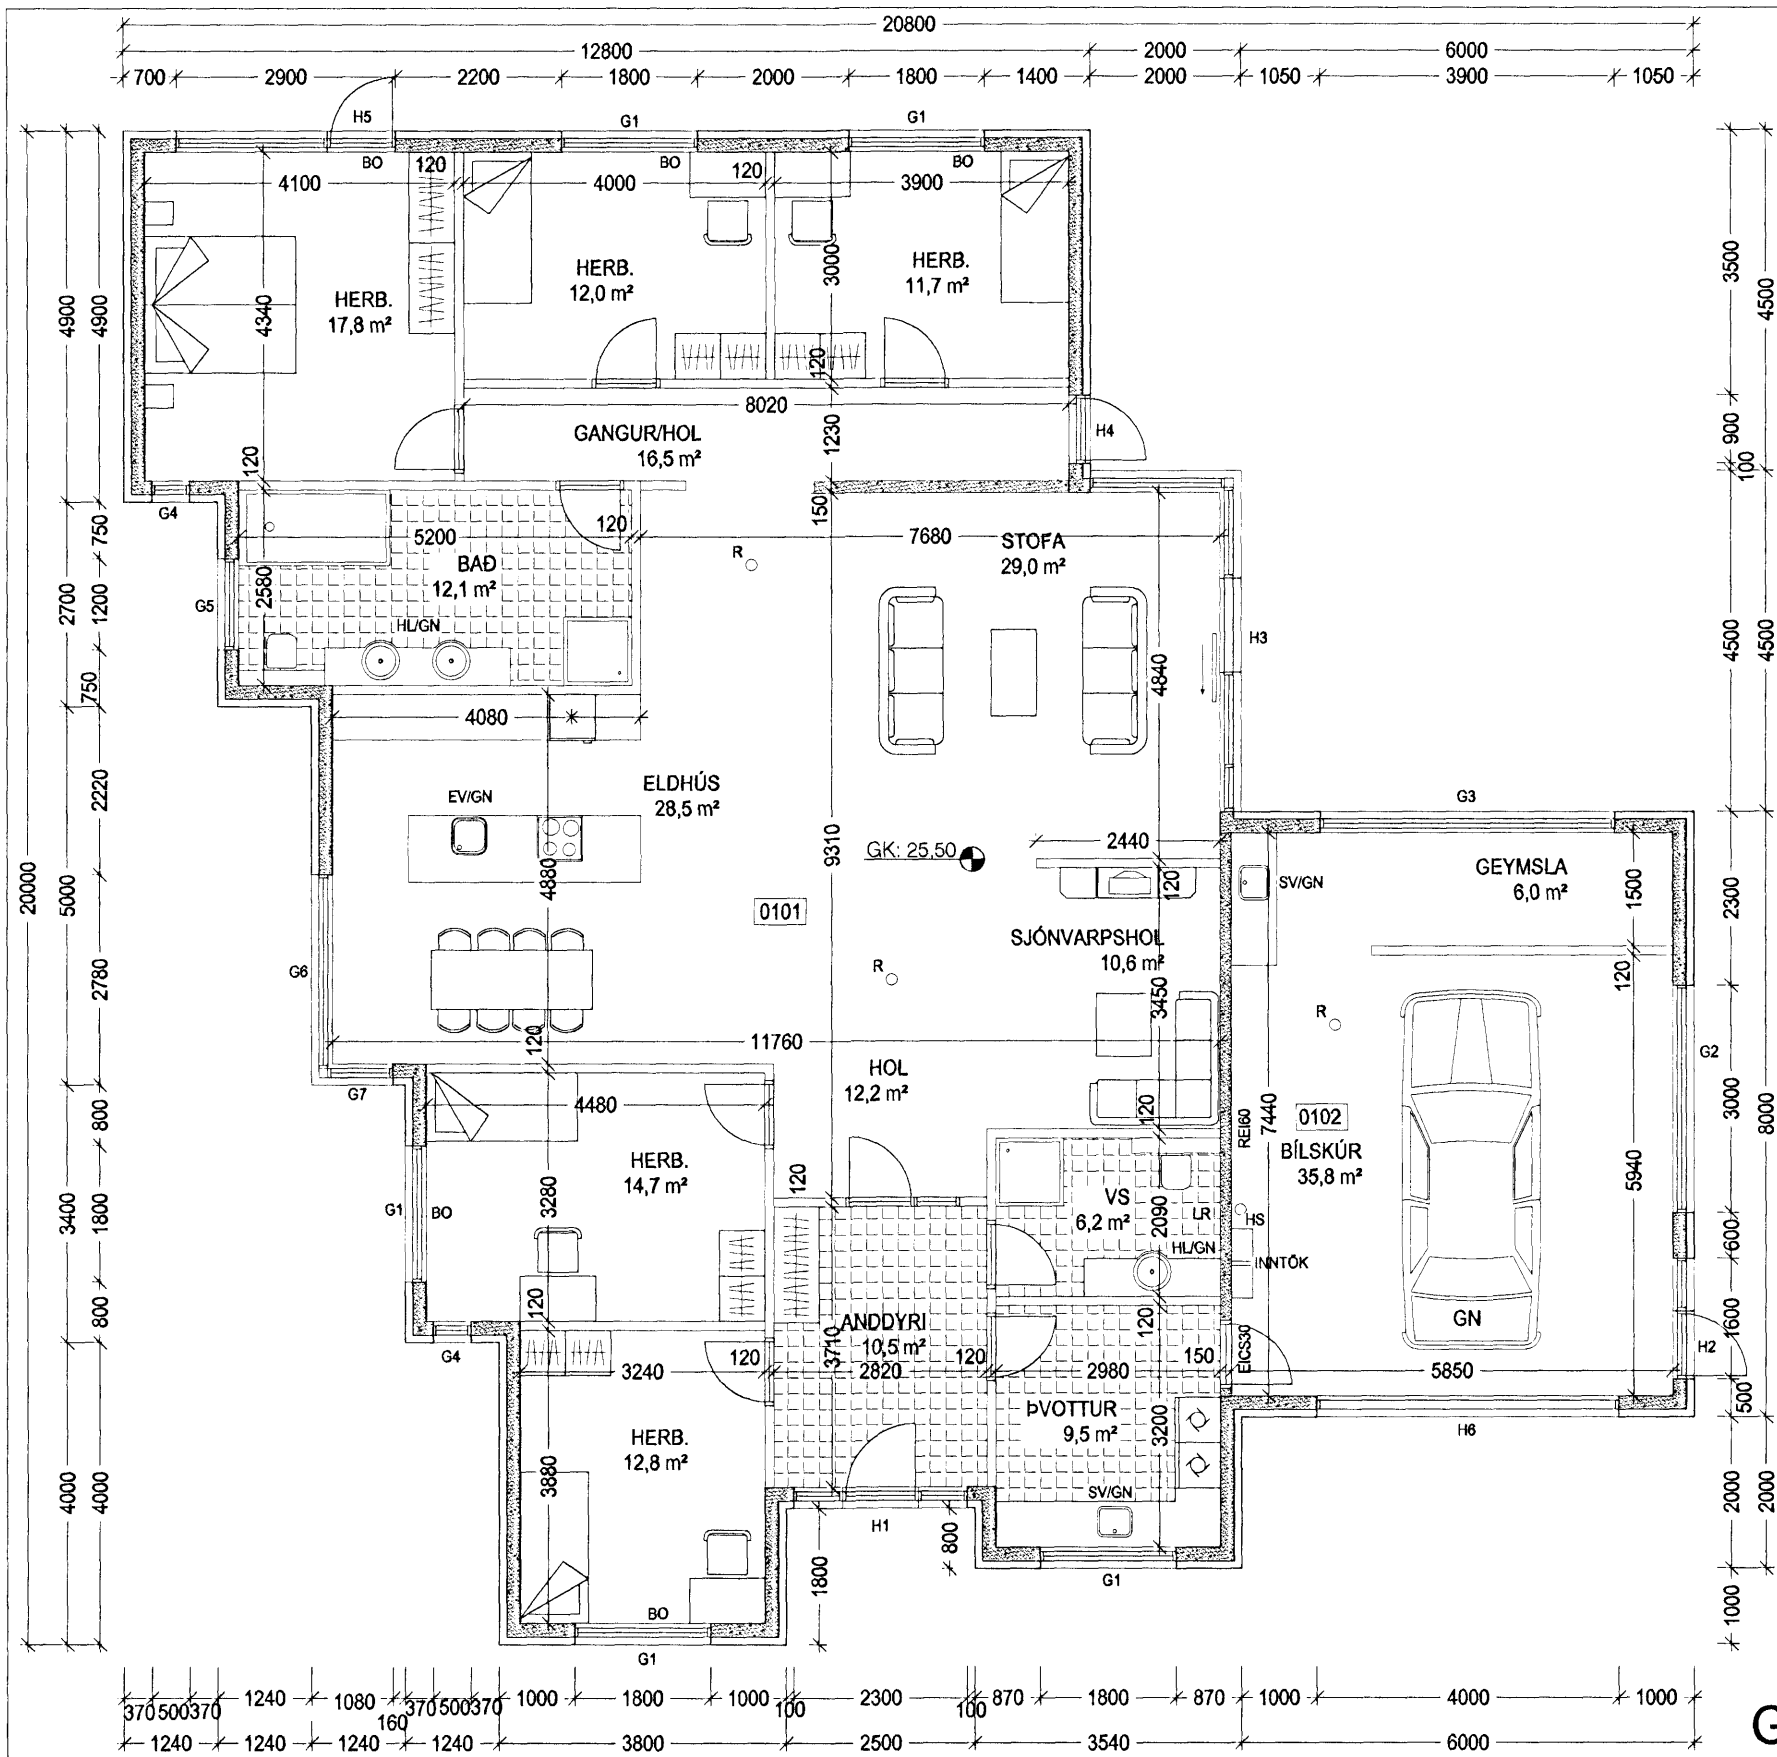 20800
12800 2000 6000
700 2900 2200 1800 2000 1800 1400 2000 1050 3900 1050
H5 G1 G1
BO 120 BO 120 BO
4100 4000 3900
HERB.
17,8 m²
HERB.
12,0 m²
HERB.
11,7 m²
4340
3000
120
8020
GANGUR/HOL
16,5 m²
1230
H4
120
G4
150
5200
120
7680
BAÐ
12,1 m²
2580
G5
HL/GN
R
STOFA
29,0 m²
H3
4840
4080
ELDHÚS
28,5 m²
EV/GN
4880
9310
GK: 25,50
2440
120
0101
SJÓNVARPSHOL
10,6 m²
3450
R
G6
120
11760
HOL
12,2 m²
G7
4480
HERB.
14,7 m²
3280
G1
BO
120
120
120
VS
6,2 m²
2090
LR
HL/GN
G3
GEYMSLA
6,0 m²
1500
SV/GN
120
R
G2
0102
REI60
7440
BÍLSKÚR
35,8 m²
5940
HS
INNTÖK
GN
H2
G4
ANDDYRI
10,5 m²
3710
120
3240 120 2820 120 2980 150 EICS30 5850
ÞVOTTUR
9,5 m²
3200
HERB.
12,8 m²
3880
SV/GN
H6
H1
800
1800
G1
BO
G1
20000
4900 2700 5000 3400 4000
4900 750 1200 750 2220 2780 800 1800 800 4000
3500 900 100 4500 2300 3000 600 1600 500 2000 1000
4500 4500 8000 2000
370 500 370 1240 1080 160 370 500 370 1000 1800 1000 100 2300 100 870 1800 870 1000 4000 1000
1240 1240 1240 1240 3800 2500 3540 6000
G